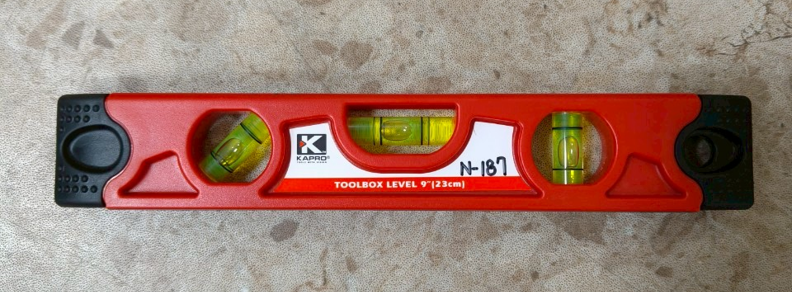 KAPRO®
N-187
TOOLBOX LEVEL 9"(23cm)